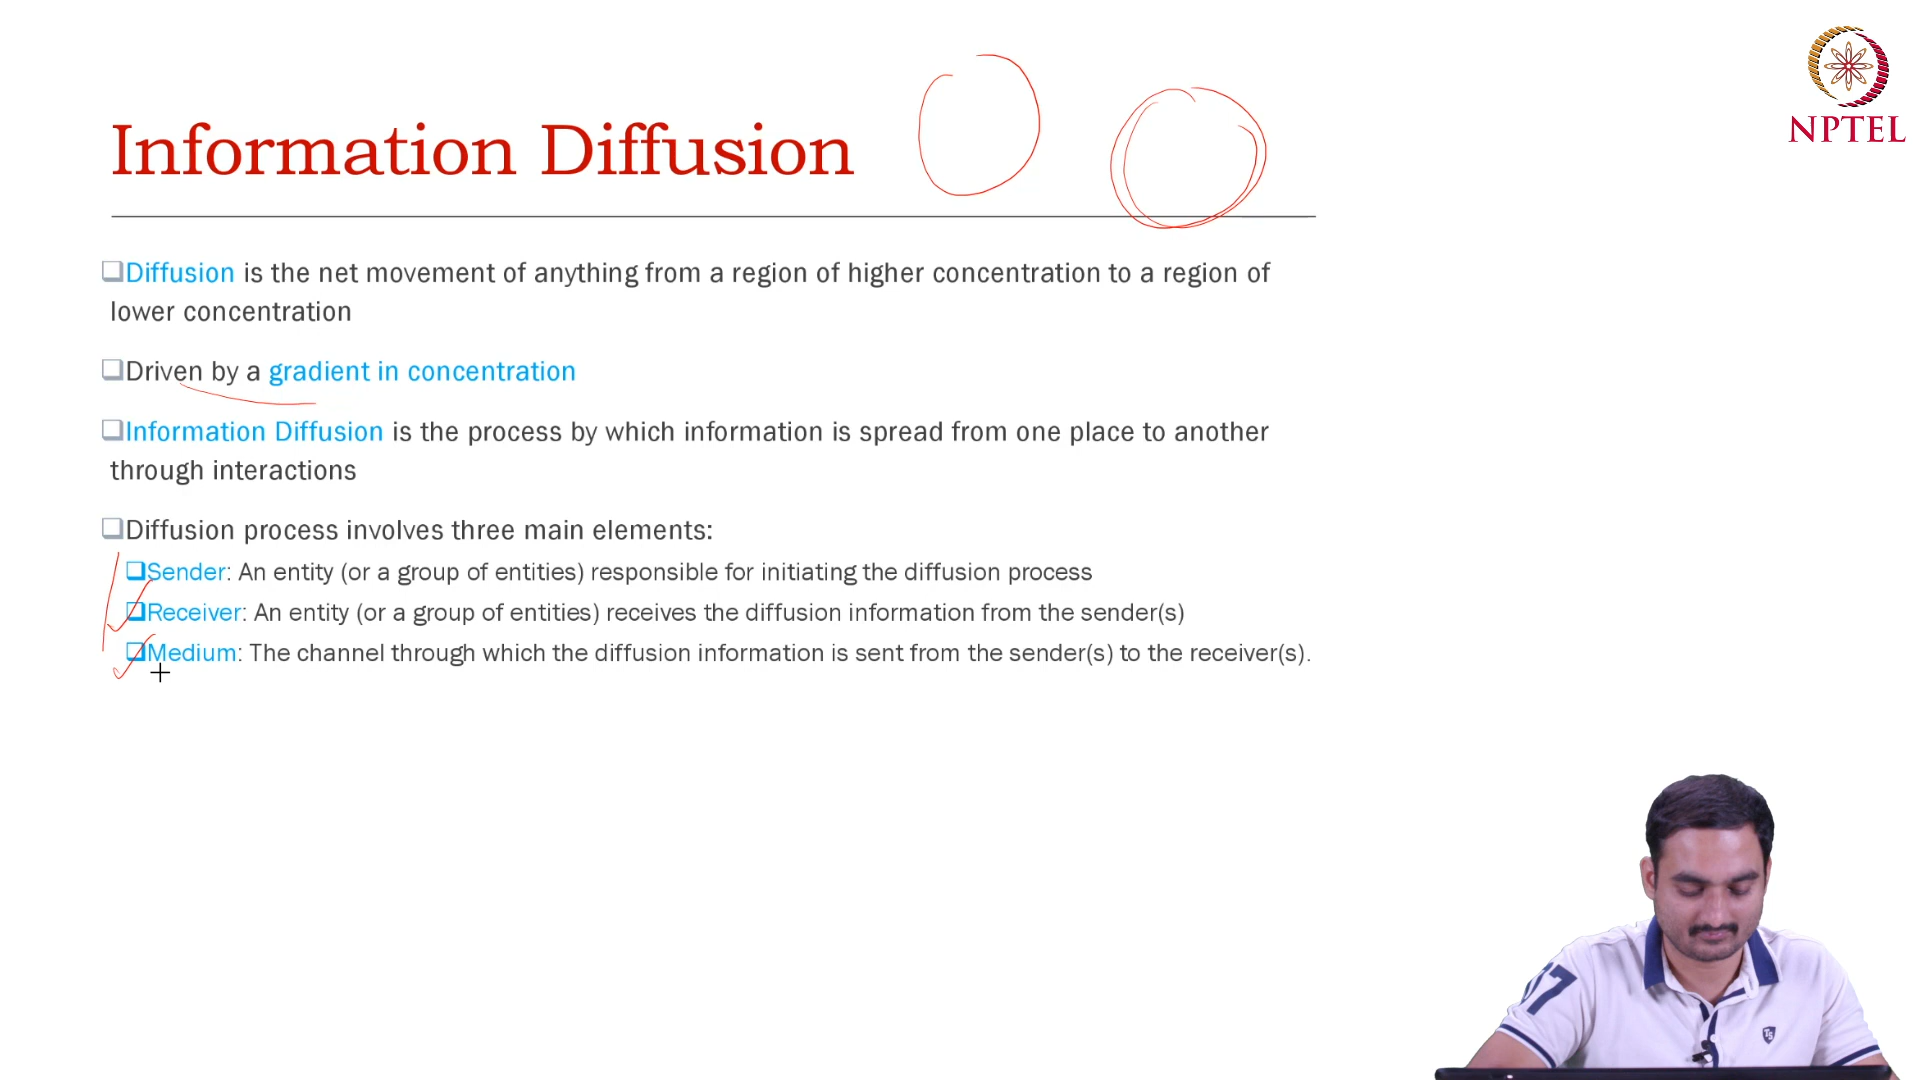 Information Diffusion
NPTEL
Diffusion is the net movement of anything from a region of higher concentration to a region of
lower concentration
Driven by a gradient in concentration
Information Diffusion is the process by which information is spread from one place to another
through interactions
Diffusion process involves three main elements:
Sender: An entity (or a group of entities) responsible for initiating the diffusion process
Receiver: An entity (or a group of entities) receives the diffusion information from the sender(s)
Medium: The channel through which the diffusion information is sent from the sender(s) to the receiver(s).